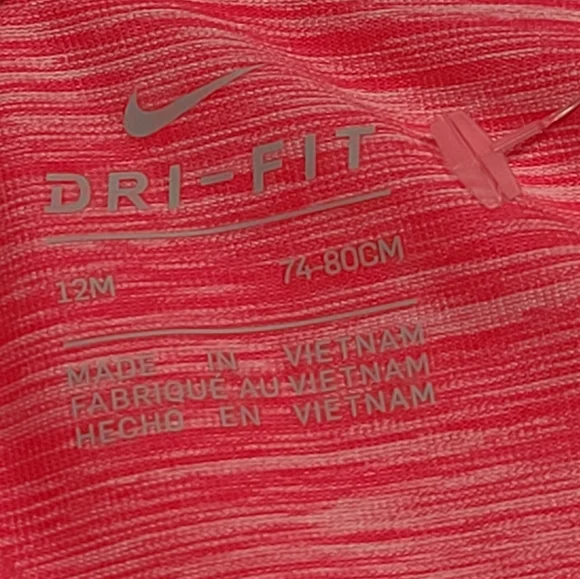 DRI-FIT
12M 74-80CM
MADE IN VIETNAM
FABRIQUÉ AU VIETNAM
HECHO EN VIETNAM